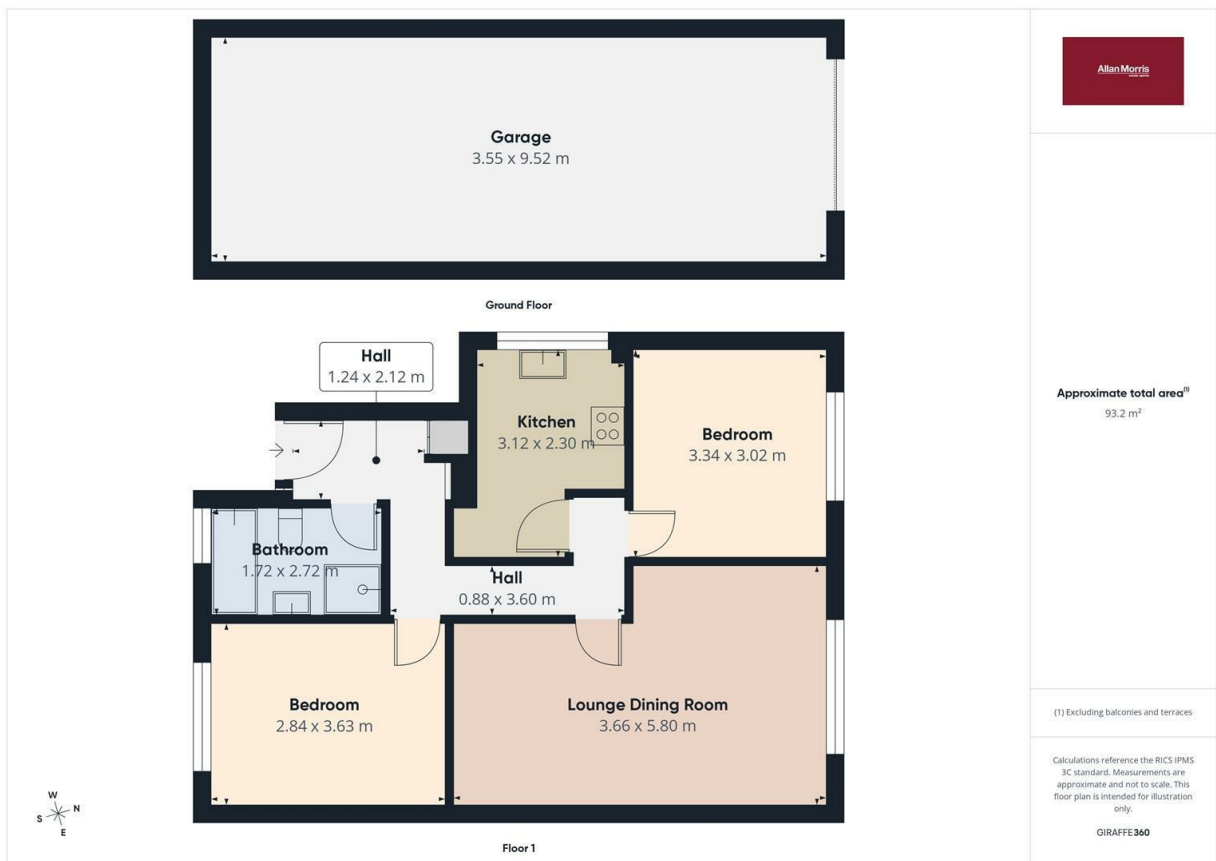 Garage
3.55 x 9.52 m
Ground Floor
Hall
1.24 x 2.12 m
Kitchen
3.12 x 2.30 m
Bedroom
3.34 x 3.02 m
Bathroom
1.72 x 2.72 m
Hall
0.88 x 3.60 m
Bedroom
2.84 x 3.63 m
Lounge Dining Room
3.66 x 5.80 m
W
N
S
E
Floor 1
Allan Morris
estate agents
Approximate total area(1)
93.2 m²
(1) Excluding balconies and terraces
Calculations reference the RICS IPMS
3C standard. Measurements are
approximate and not to scale. This
floor plan is intended for illustration
only.
GIRAFFE360